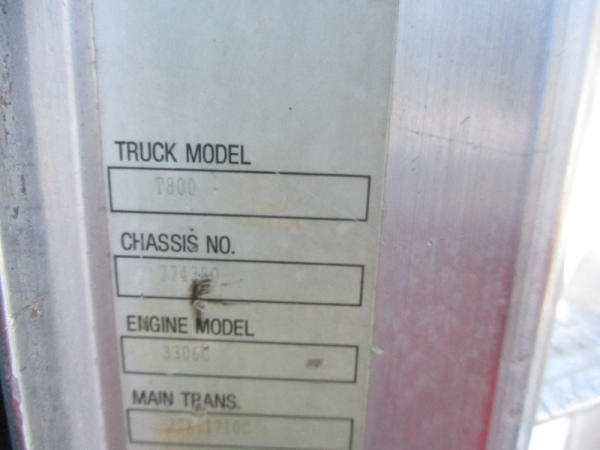 TRUCK MODEL
T800
CHASSIS NO.
ENGINE MODEL
3306C
MAIN TRANS.